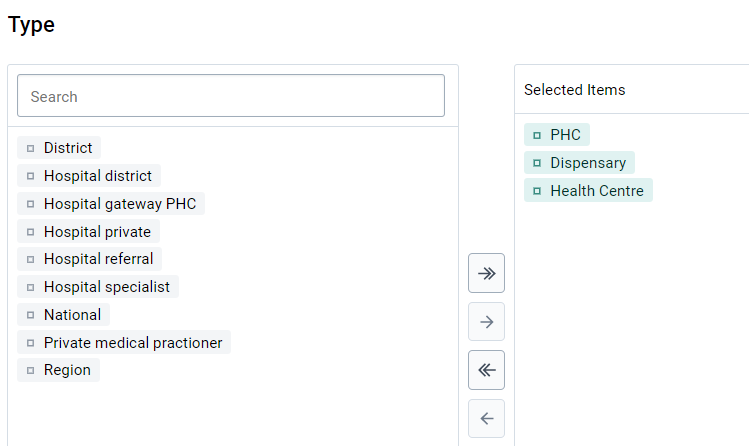 Type
Search
District
Hospital district
Hospital gateway PHC
Hospital private
Hospital referral
Hospital specialist
National
Private medical practioner
Region
Selected Items
PHC
Dispensary
Health Centre